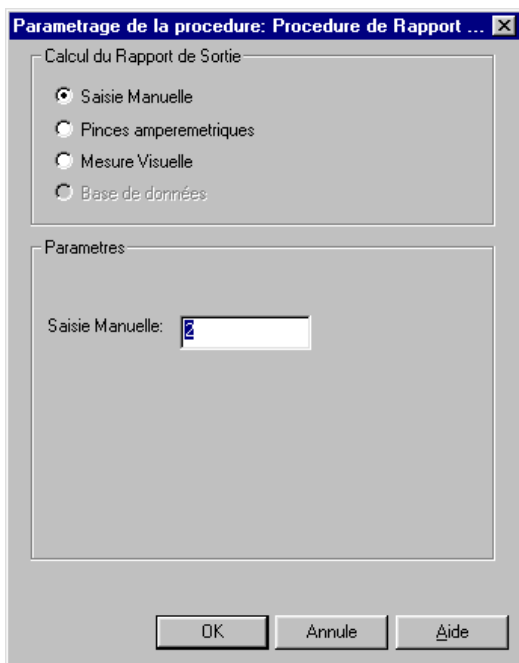 Parametrage de la procedure: Procedure de Rapport ...
Calcul du Rapport de Sortie
Saisie Manuelle
Pinces amperemetriques
Mesure Visuelle
Base de données
Parametres
Saisie Manuelle: 2
OK Annule Aide